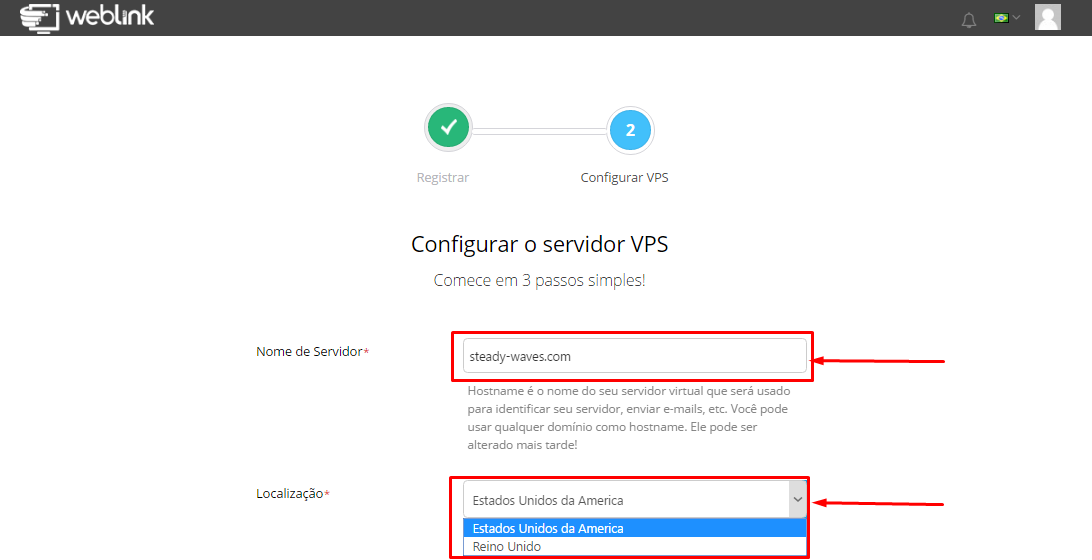 weblink
2
Registrar
Configurar VPS
Configurar o servidor VPS
Comece em 3 passos simples!
Nome de Servidor*
steady-waves.com
Hostname é o nome do seu servidor virtual que será usado
para identificar seu servidor, enviar e-mails, etc. Você pode
usar qualquer domínio como hostname. Ele pode ser
alterado mais tarde!
Localização*
Estados Unidos da America
Estados Unidos da America
Reino Unido